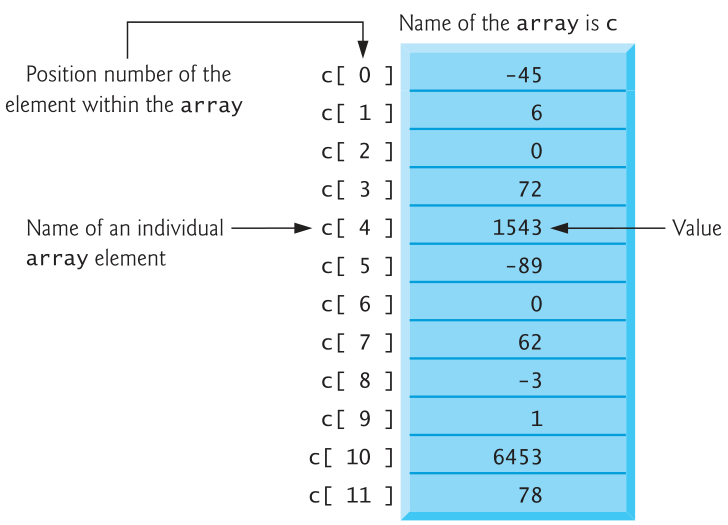 Name of the array is c
Position number of the
element within the array
c[ 0 ] -45
c[ 1 ] 6
c[ 2 ] 0
c[ 3 ] 72
Name of an individual
array element
c[ 4 ] 1543
Value
c[ 5 ] -89
c[ 6 ] 0
c[ 7 ] 62
c[ 8 ] -3
c[ 9 ] 1
c[ 10 ] 6453
c[ 11 ] 78